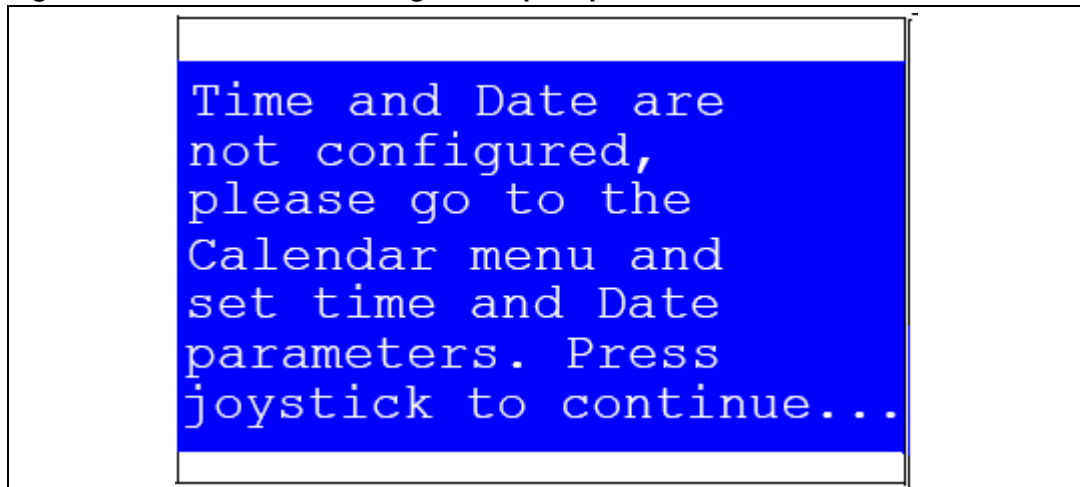 Time and Date are
not configured,
please go to the
Calendar menu and
set time and Date
parameters. Press
joystick to continue...